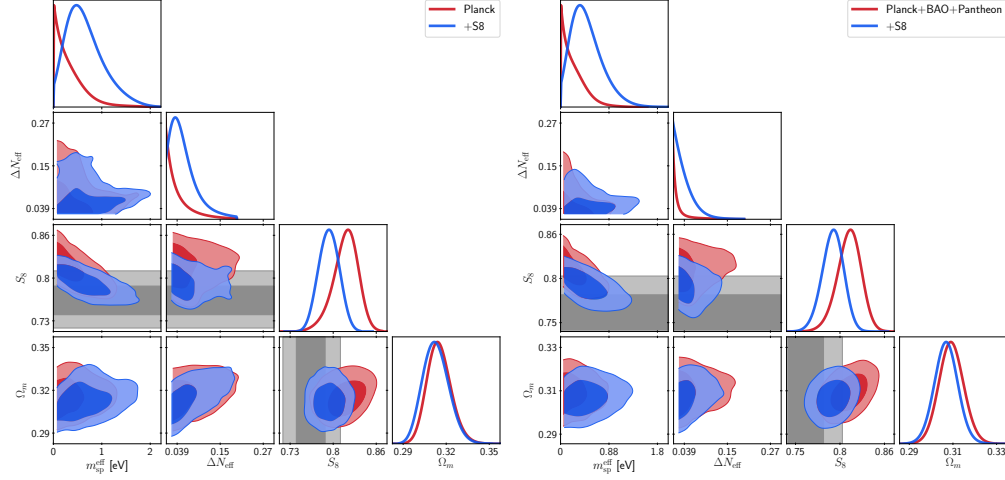 Planck
+S8
0.27
0.15
0.039
ΔN_eff
0.86
0.8
0.73
S_8
0.35
0.32
0.29
Ω_m
0 1 2
m_sp^eff [eV]
0.039 0.27
ΔN_eff
0.73 0.8 0.86
S_8
0.29 0.32 0.35
Ω_m
Planck+BAO+Pantheon
+S8
0.27
0.15
0.039
ΔN_eff
0.86
0.8
0.75
S_8
0.33
0.31
0.29
Ω_m
0 0.88 1.8
m_sp^eff [eV]
0.039 0.15 0.27
ΔN_eff
0.75 0.8 0.86
S_8
0.29 0.31 0.33
Ω_m